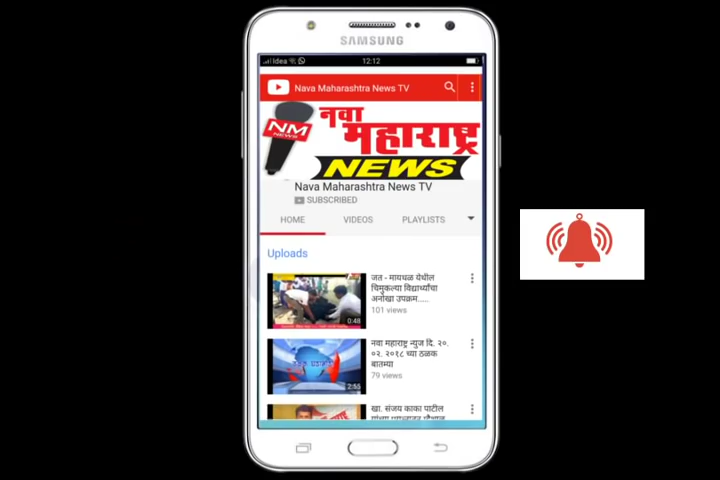 SAMSUNG
Idea
12:12
Nava Maharashtra News TV
NM
NEWS
नवा
महाराष्ट्र
NEWS
Nava Maharashtra News TV
SUBSCRIBED
HOME VIDEOS PLAYLISTS
Uploads
जत - मायथळ येथील
चिमुकल्या विद्यार्थ्यांचा
अनोखा उपक्रम......
101 views
0:48
नवा महाराष्ट्र न्युज दि. २०.
०२. २०१८ च्या ठळक
बातम्या
79 views
2:55
खा. संजय काका पाटील